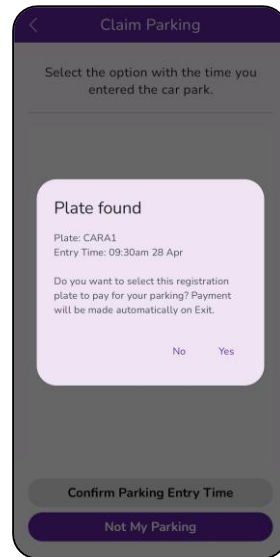 Claim Parking
Select the option with the time you
entered the car park.
Plate found
Plate: CARA1
Entry Time: 09:30am 28 Apr
Do you want to select this registration
plate to pay for your parking? Payment
will be made automatically on Exit.
No Yes
Confirm Parking Entry Time
Not My Parking